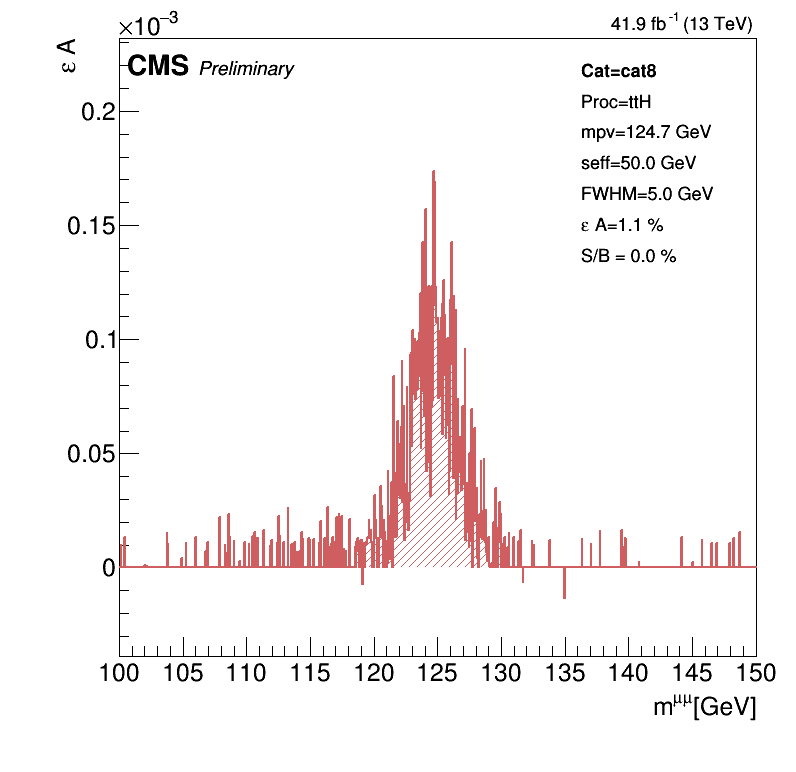 ×10⁻³
41.9 fb⁻¹ (13 TeV)
ε A
CMS Preliminary
Cat=cat8
Proc=ttH
mpv=124.7 GeV
seff=50.0 GeV
FWHM=5.0 GeV
ε A=1.1 %
S/B = 0.0 %
0.2
0.15
0.1
0.05
0
100 105 110 115 120 125 130 135 140 145 150
m^μμ[GeV]